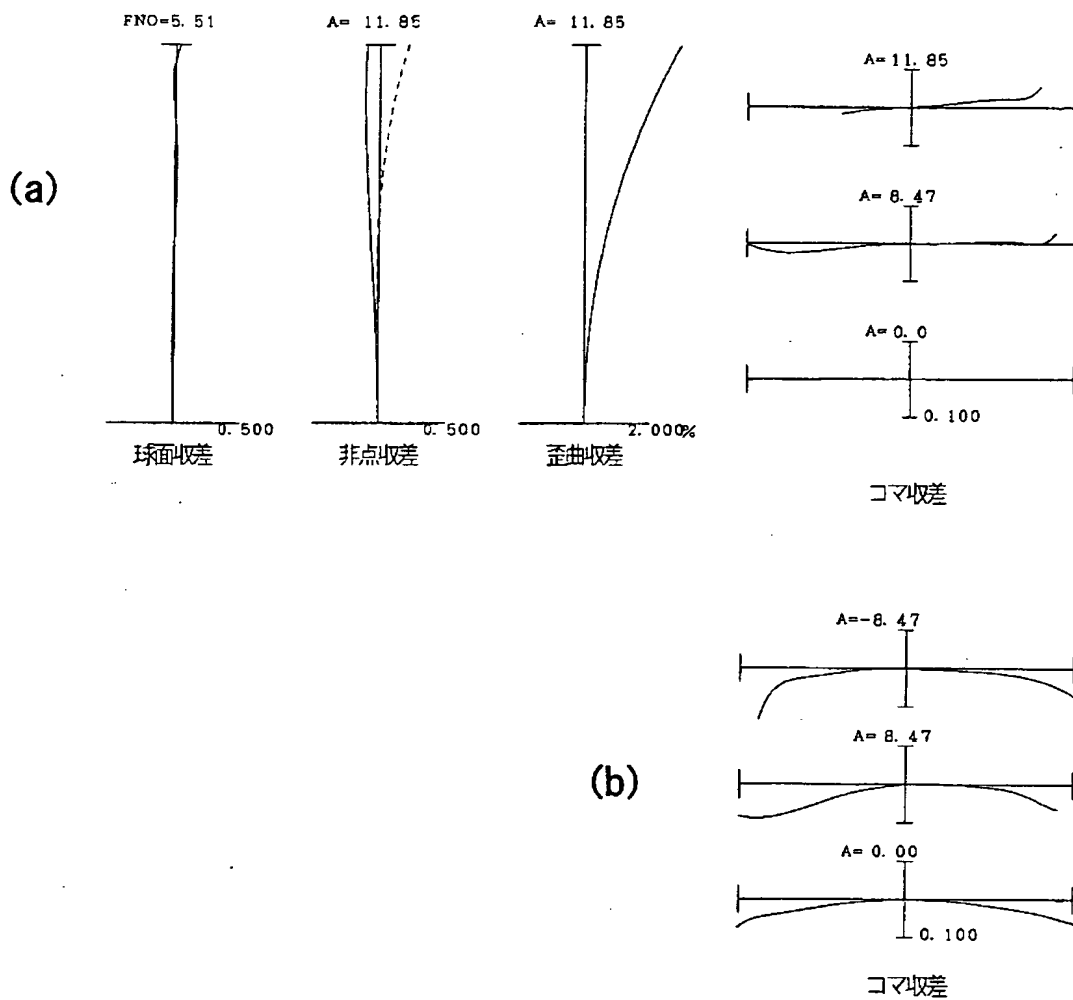 FNO=5.51
A= 11.85
A= 11.85
A=11.85
(a)
A=8.47
A=0.0
0.100
0.500
0.500
2.000%
球面収差
非点収差
歪曲収差
コマ収差
A=-8.47
A=8.47
(b)
A=0.00
0.100
コマ収差